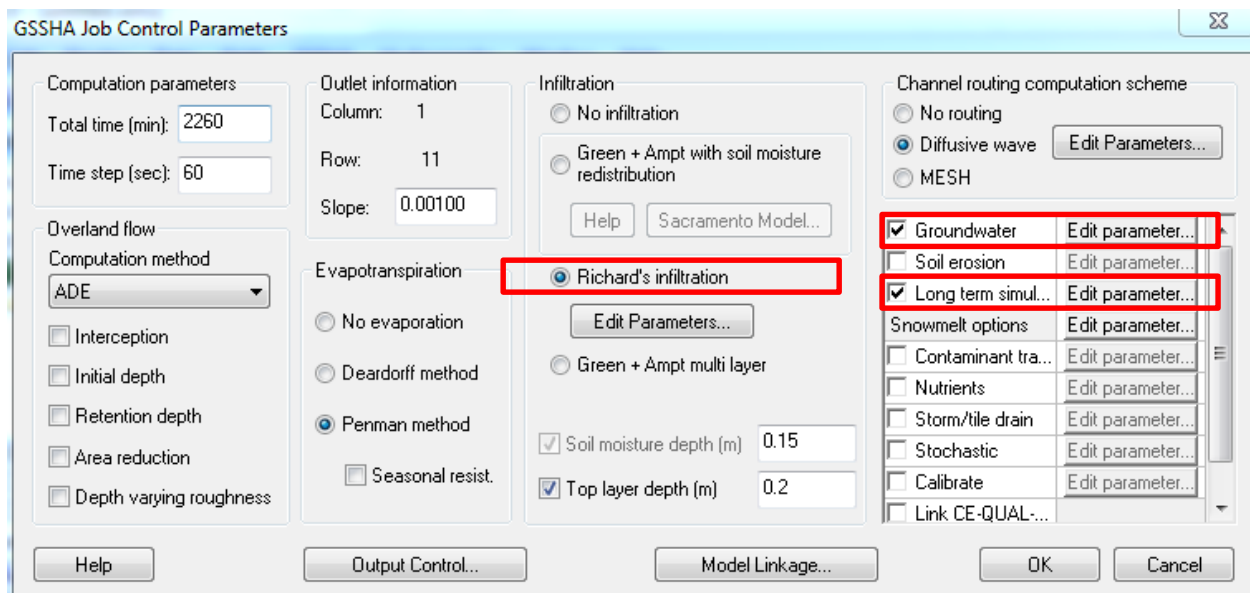 GSSHA Job Control Parameters
Computation parameters
Total time (min): 2260
Time step (sec): 60
Overland flow
Computation method
ADE
Interception
Initial depth
Retention depth
Area reduction
Depth varying roughness
Outlet information
Column: 1
Row: 11
Slope: 0.00100
Evapotranspiration
No evaporation
Deardorff method
Penman method
Seasonal resist.
Infiltration
No infiltration
Green + Ampt with soil moisture
redistribution
Help Sacramento Model...
Richard's infiltration
Edit Parameters...
Green + Ampt multi layer
Soil moisture depth (m) 0.15
Top layer depth (m) 0.2
Channel routing computation scheme
No routing
Diffusive wave Edit Parameters...
MESH
Groundwater Edit parameter...
Soil erosion Edit parameter...
Long term simul... Edit parameter...
Snowmelt options Edit parameter...
Contaminant tra... Edit parameter...
Nutrients Edit parameter...
Storm/tile drain Edit parameter...
Stochastic Edit parameter...
Calibrate Edit parameter...
Link CE-QUAL-...
Help Output Control... Model Linkage... OK Cancel